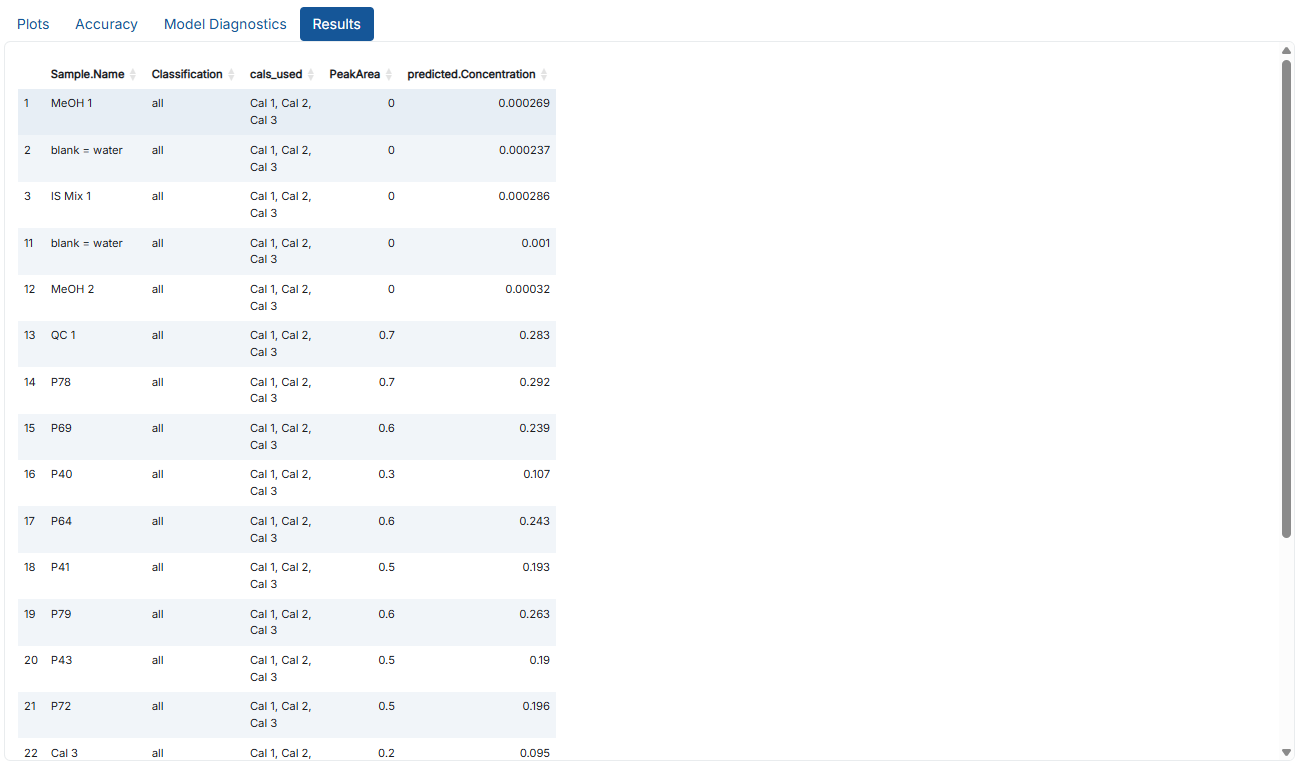 Plots Accuracy Model Diagnostics Results
Sample.Name Classification cals_used PeakArea predicted.Concentration
1 MeOH 1 all Cal 1, Cal 2, 0 0.000269
Cal 3
2 blank = water all Cal 1, Cal 2, 0 0.000237
Cal 3
3 IS Mix 1 all Cal 1, Cal 2, 0 0.000286
Cal 3
11 blank = water all Cal 1, Cal 2, 0 0.001
Cal 3
12 MeOH 2 all Cal 1, Cal 2, 0 0.00032
Cal 3
13 QC 1 all Cal 1, Cal 2, 0.7 0.283
Cal 3
14 P78 all Cal 1, Cal 2, 0.7 0.292
Cal 3
15 P69 all Cal 1, Cal 2, 0.6 0.239
Cal 3
16 P40 all Cal 1, Cal 2, 0.3 0.107
Cal 3
17 P64 all Cal 1, Cal 2, 0.6 0.243
Cal 3
18 P41 all Cal 1, Cal 2, 0.5 0.193
Cal 3
19 P79 all Cal 1, Cal 2, 0.6 0.263
Cal 3
20 P43 all Cal 1, Cal 2, 0.5 0.19
Cal 3
21 P72 all Cal 1, Cal 2, 0.5 0.196
Cal 3
22 Cal 3 all Cal 1, Cal 2, 0.2 0.095